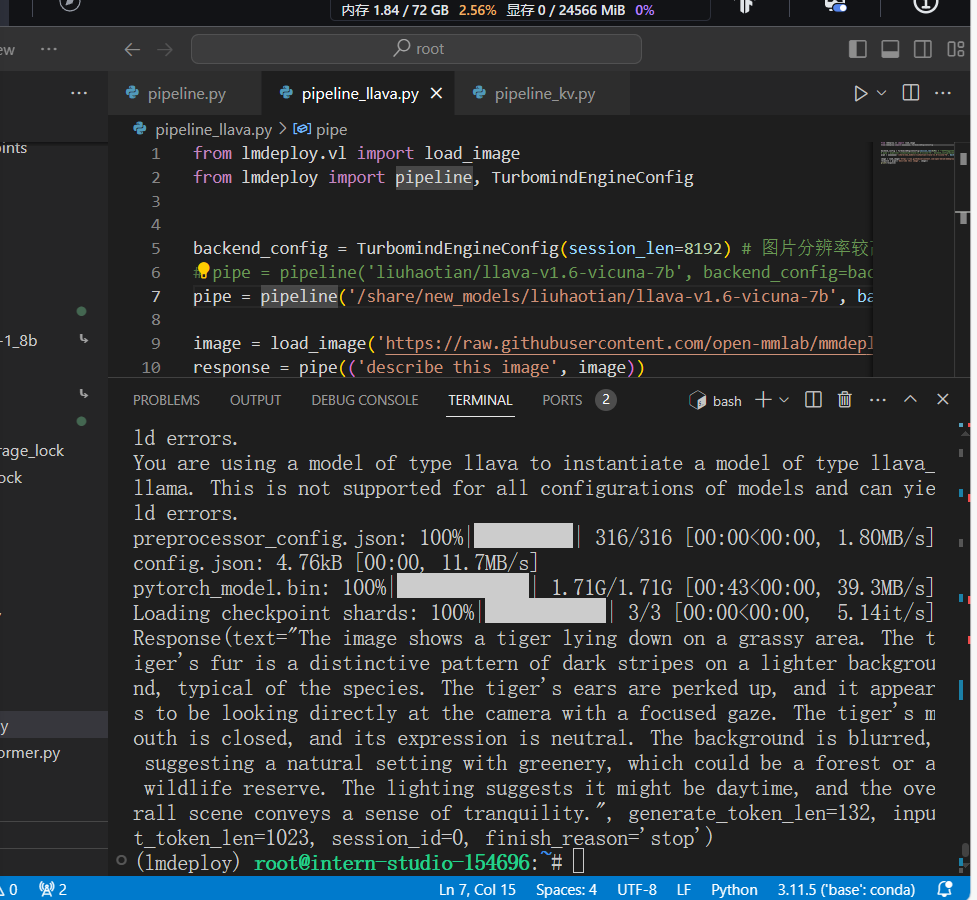 内存 1.84 / 72 GB 2.56% 显存 0 / 24566 MiB 0%
ew ···
root
pipeline.py
pipeline_llava.py
pipeline_kv.py
pipeline_llava.py > pipe
1 from lmdeploy.vl import load_image
2 from lmdeploy import pipeline, TurbomindEngineConfig
3
4
5 backend_config = TurbomindEngineConfig(session_len=8192) # 图片分辨率较高
6 # pipe = pipeline('liuhaotian/llava-v1.6-vicuna-7b', backend_config=bac
7 pipe = pipeline('/share/new_models/liuhaotian/llava-v1.6-vicuna-7b', ba
8
9 image = load_image('https://raw.githubusercontent.com/open-mmlab/mmdepl
10 response = pipe(('describe this image', image))
ints
-1_8b
rage_lock
ock
y
ormer.py
PROBLEMS OUTPUT DEBUG CONSOLE TERMINAL PORTS 2 bash
ld errors.
You are using a model of type llava to instantiate a model of type llava_
llama. This is not supported for all configurations of models and can yie
ld errors.
preprocessor_config.json: 100%| | 316/316 [00:00<00:00, 1.80MB/s]
config.json: 4.76kB [00:00, 11.7MB/s]
pytorch_model.bin: 100%| | 1.71G/1.71G [00:43<00:00, 39.3MB/s]
Loading checkpoint shards: 100%| | 3/3 [00:00<00:00, 5.14it/s]
Response(text="The image shows a tiger lying down on a grassy area. The t
iger's fur is a distinctive pattern of dark stripes on a lighter backgrou
nd, typical of the species. The tiger's ears are perked up, and it appear
s to be looking directly at the camera with a focused gaze. The tiger's m
outh is closed, and its expression is neutral. The background is blurred,
suggesting a natural setting with greenery, which could be a forest or a
wildlife reserve. The lighting suggests it might be daytime, and the ove
rall scene conveys a sense of tranquility.", generate_token_len=132, inpu
t_token_len=1023, session_id=0, finish_reason='stop')
(lmdeploy) root@intern-studio-154696:~#
0 2 Ln 7, Col 15 Spaces: 4 UTF-8 LF Python 3.11.5 ('base': conda)